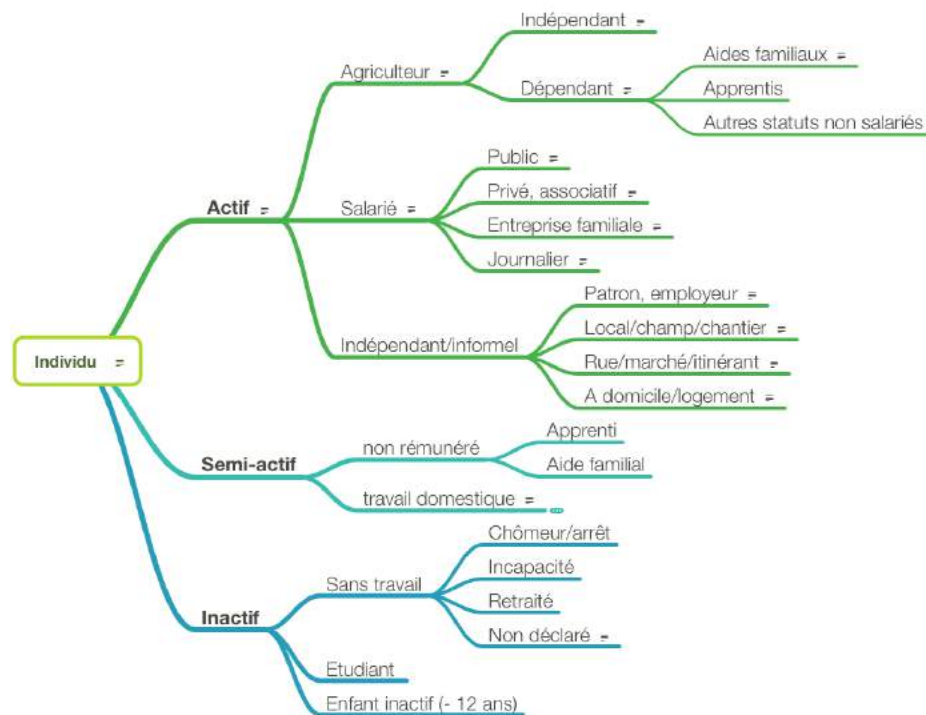 Individu
Actif
Agriculteur
Indépendant
Dépendant
Aides familiaux
Apprentis
Autres statuts non salariés
Salarié
Public
Privé, associatif
Entreprise familiale
Journalier
Indépendant/informel
Patron, employeur
Local/champ/chantier
Rue/marché/itinérant
A domicile/logement
Semi-actif
non rémunéré
Apprenti
Aide familial
travail domestique
Inactif
Sans travail
Chômeur/arrêt
Incapacité
Retraité
Non déclaré
Etudiant
Enfant inactif (- 12 ans)